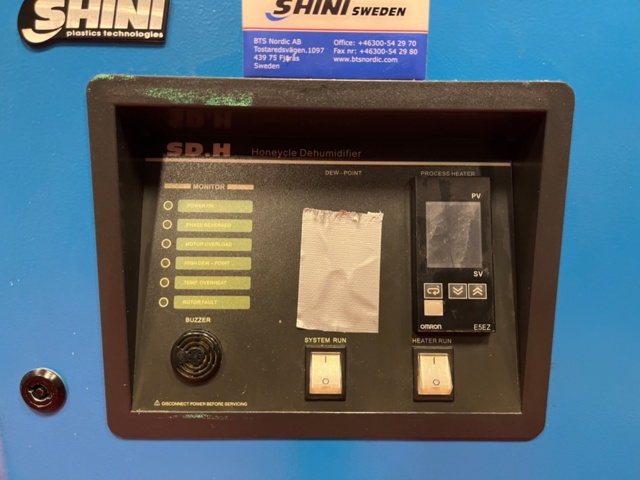 SHINI
plastics technologies
SHINI SWEDEN
BTS Nordic AB
Tostaredsvägen.1097
439 75 Fjärås
Sweden
Office: +46300-54 29 70
Fax nr: +46300-54 29 80
www.btsnordic.com
SD.H
Honeycle Dehumidifier
MONITOR
POWER ON
PHASE REVERSED
MOTOR OVERLOAD
HIGH DEW - POINT
TEMP. OVERHEAT
ROTOR FAULT
BUZZER
DEW - POINT
PROCESS HEATER
PV
SV
OMRON
E5EZ
SYSTEM RUN
HEATER RUN
DISCONNECT POWER BEFORE SERVICING